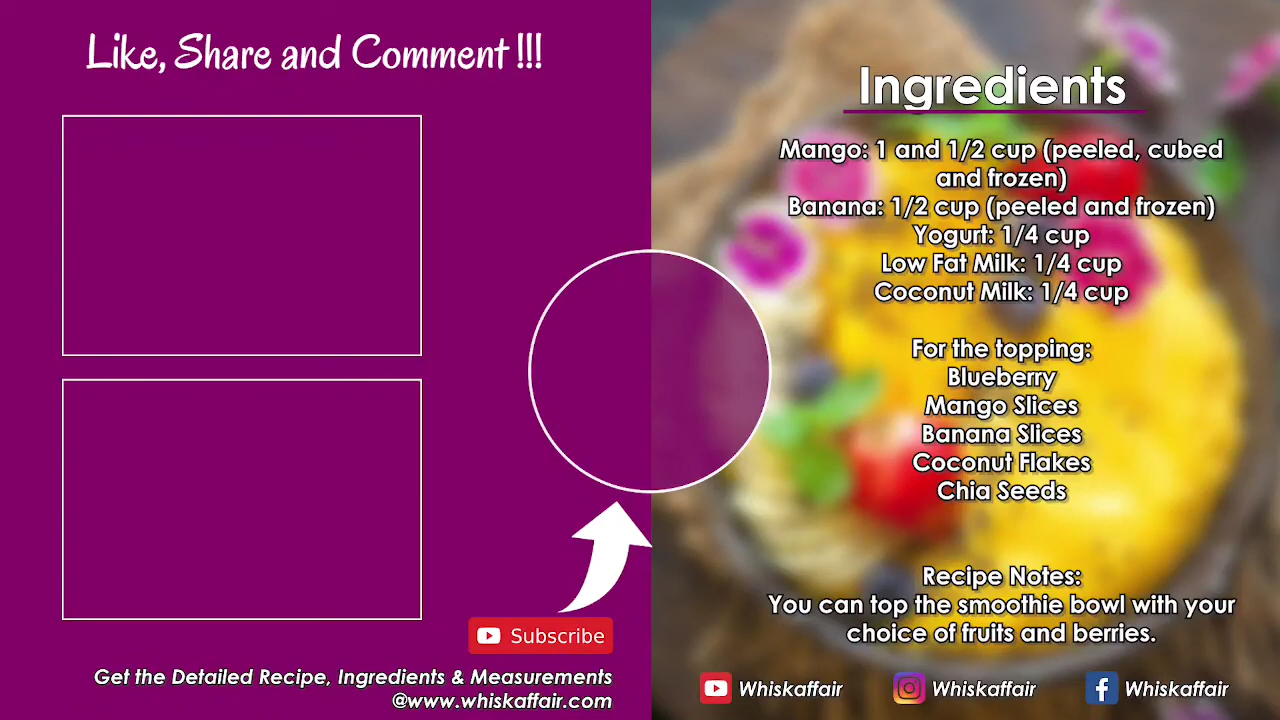 Like, Share and Comment !!!
Subscribe
Get the Detailed Recipe, Ingredients & Measurements
@www.whiskaffair.com
Ingredients
Mango: 1 and 1/2 cup (peeled, cubed
and frozen)
Banana: 1/2 cup (peeled and frozen)
Yogurt: 1/4 cup
Low Fat Milk: 1/4 cup
Coconut Milk: 1/4 cup
For the topping:
Blueberry
Mango Slices
Banana Slices
Coconut Flakes
Chia Seeds
Recipe Notes:
You can top the smoothie bowl with your
choice of fruits and berries.
Whiskaffair Whiskaffair Whiskaffair